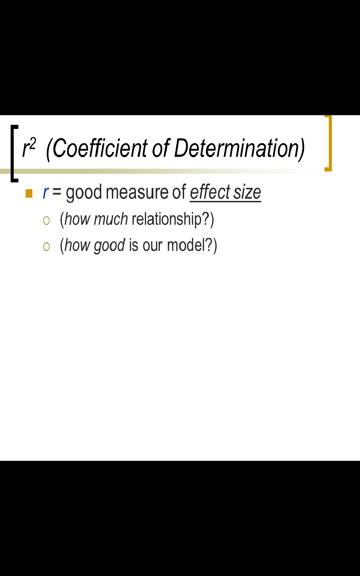 r² (Coefficient of Determination)
r = good measure of effect size
(how much relationship?)
(how good is our model?)